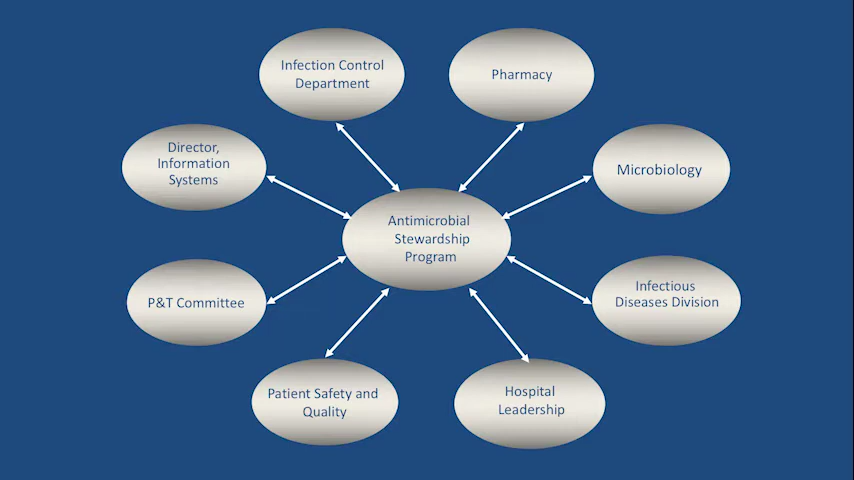 Infection Control
Department
Pharmacy
Director,
Information
Systems
Microbiology
Antimicrobial
Stewardship
Program
P&T Committee
Infectious
Diseases Division
Patient Safety and
Quality
Hospital
Leadership